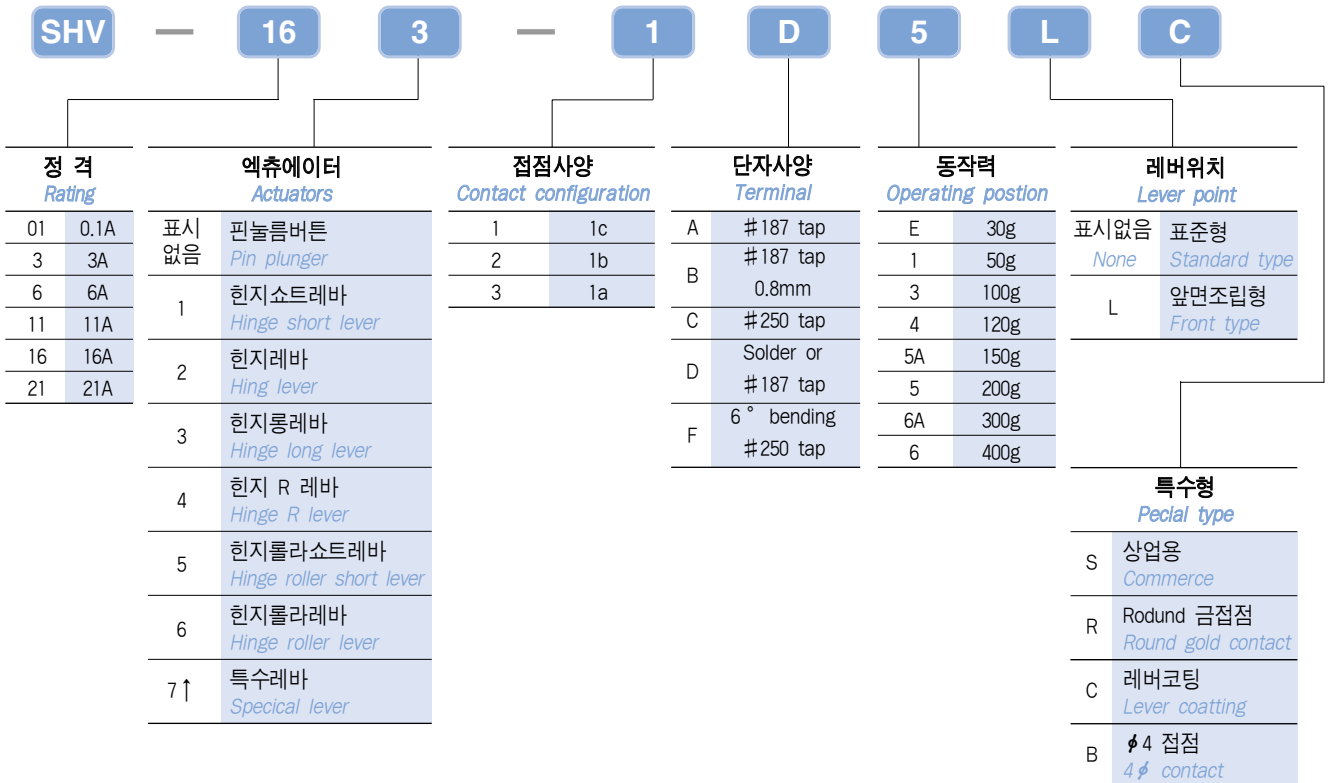 SHV — 16 3 — 1 D 5 L C
정 격
Rating
01 0.1A
3 3A
6 6A
11 11A
16 16A
21 21A
엑츄에이터
Actuators
표시 핀눌름버튼
없음 Pin plunger
1 힌지쇼트레바
Hinge short lever
2 힌지레바
Hing lever
3 힌지롱레바
Hinge long lever
4 힌지 R 레바
Hinge R lever
5 힌지롤라쇼트레바
Hinge roller short lever
6 힌지롤라레바
Hinge roller lever
7↑ 특수레바
Specical lever
접점사양
Contact configuration
1 1c
2 1b
3 1a
단자사양
Terminal
A #187 tap
B #187 tap
0.8mm
C #250 tap
D Solder or
#187 tap
F 6° bending
#250 tap
동작력
Operating postion
E 30g
1 50g
3 100g
4 120g
5A 150g
5 200g
6A 300g
6 400g
레버위치
Lever point
표시없음 표준형
None Standard type
L 앞면조립형
Front type
특수형
Pecial type
S 상업용
Commerce
R Rodund 금접점
Round gold contact
C 레버코팅
Lever coatting
B ϕ4 접점
4ϕ contact